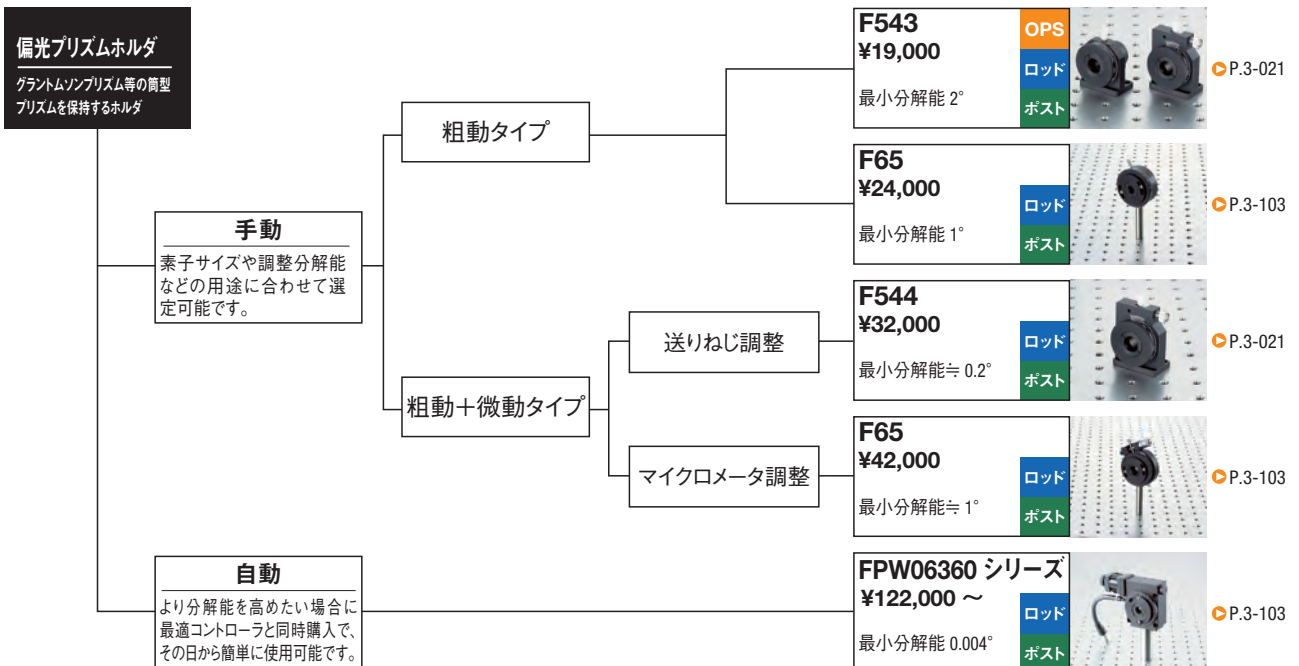 偏光プリズムホルダ
グラントムソンプリズム等の筒型
プリズムを保持するホルダ
手動
素子サイズや調整分解能
などの用途に合わせて選
定可能です。
粗動タイプ
F543
¥19,000
最小分解能 2°
OPS
ロッド
ポスト
P.3-021
F65
¥24,000
最小分解能 1°
ロッド
ポスト
P.3-103
粗動＋微動タイプ
送りねじ調整
F544
¥32,000
最小分解能≒ 0.2°
ロッド
ポスト
P.3-021
マイクロメータ調整
F65
¥42,000
最小分解能≒ 1°
ロッド
ポスト
P.3-103
自動
より分解能を高めたい場合に
最適コントローラと同時購入で、
その日から簡単に使用可能です。
FPW06360 シリーズ
¥122,000 ～
最小分解能 0.004°
ロッド
ポスト
P.3-103